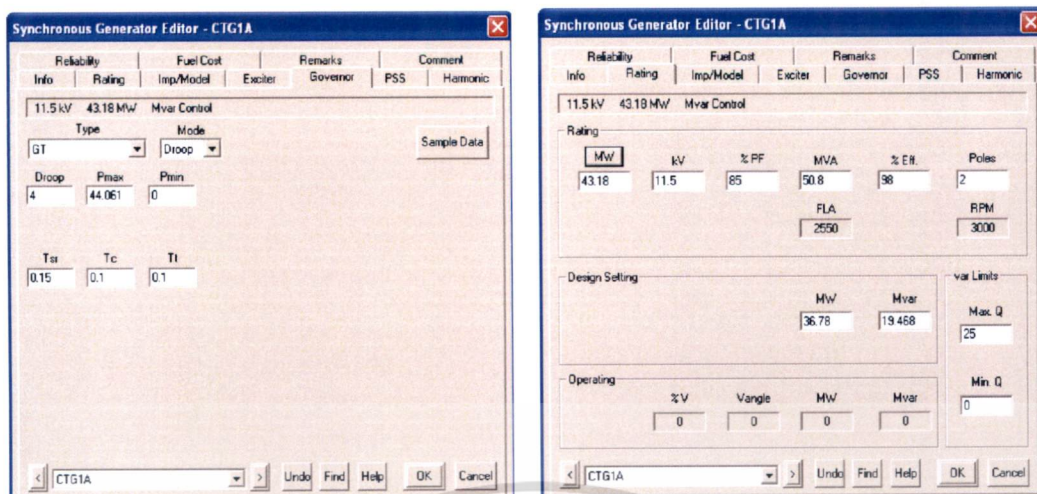 Synchronous Generator Editor - CTG1A
Reliability Fuel Cost Remarks Comment
Info Rating Imp/Model Exciter Governor PSS Harmonic
11.5 kV 43.18 MW Mvar Control
Type Mode
GT Droop Sample Data
Droop Pmax Pmin
4 44.061 0
Tsr Tc Tt
0.15 0.1 0.1
< CTG1A > Undo Find Help OK Cancel
Synchronous Generator Editor - CTG1A
Reliability Fuel Cost Remarks Comment
Info Rating Imp/Model Exciter Governor PSS Harmonic
11.5 kV 43.18 MW Mvar Control
Rating
MW kV % PF MVA % Eff. Poles
43.18 11.5 85 50.8 98 2
FLA RPM
2550 3000
Design Setting var Limits
MW Mvar Max. Q
36.78 19.468 25
Operating Min. Q
%V Vangle MW Mvar 0
0 0 0 0
< CTG1A > Undo Find Help OK Cancel